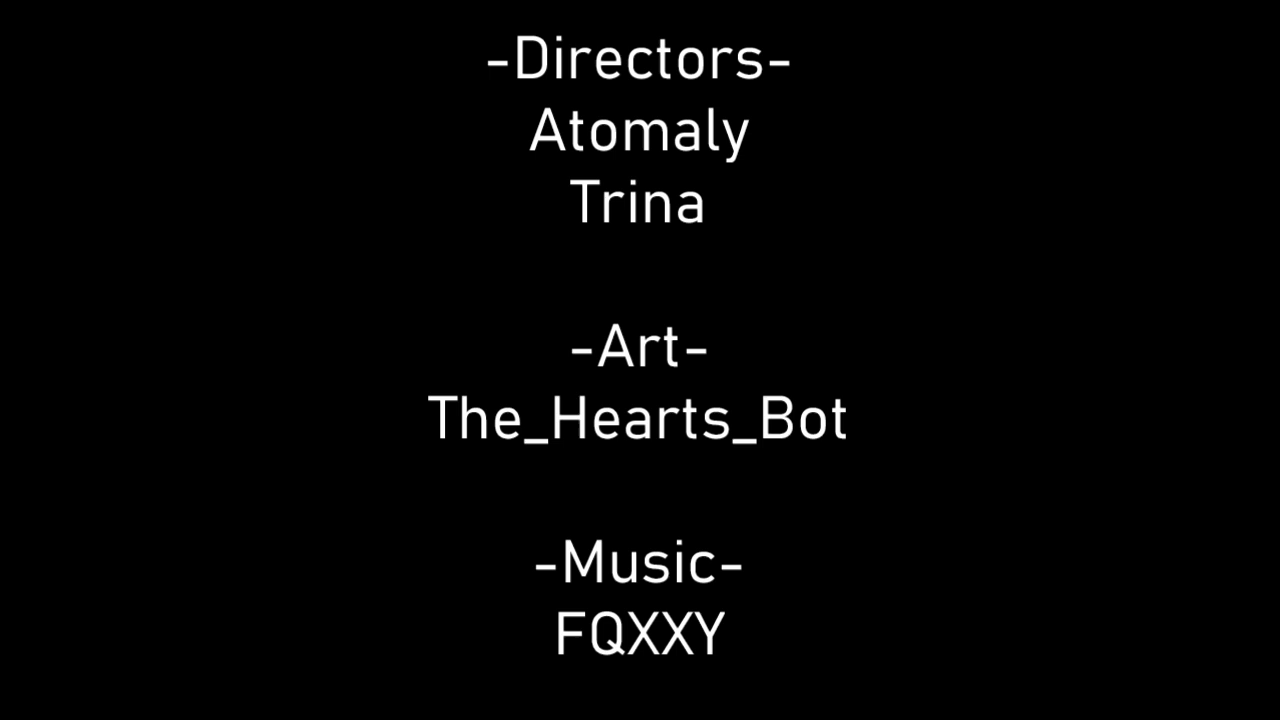 -Directors-
Atomaly
Trina
-Art-
The_Hearts_Bot
-Music-
FQXXY